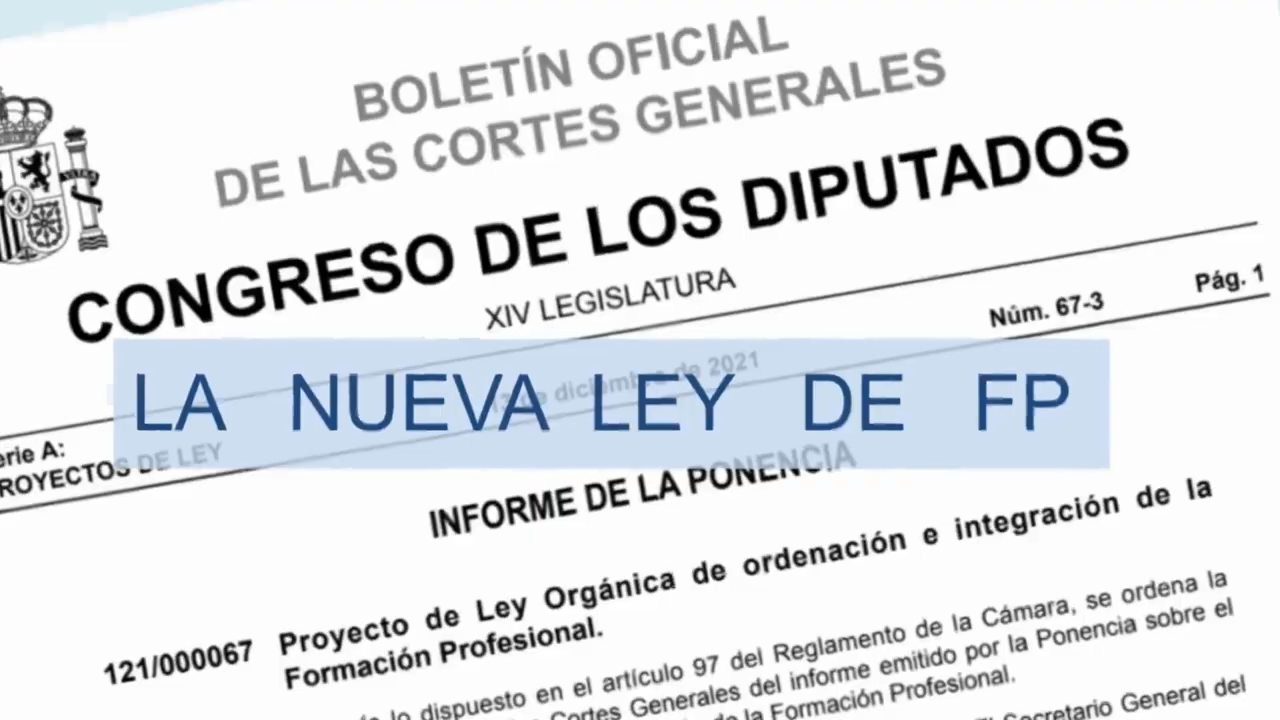 BOLETÍN OFICIAL
DE LAS CORTES GENERALES
CONGRESO DE LOS DIPUTADOS
XIV LEGISLATURA
Núm. 67-3
Pág. 1
de diciembre de 2021
LA NUEVA LEY DE FP
erie A:
ROYECTOS DE LEY
INFORME DE LA PONENCIA
121/000067 Proyecto de Ley Orgánica de ordenación e integración de la
Formación Profesional.
lo dispuesto en el artículo 97 del Reglamento de la Cámara, se ordena la
Cortes Generales del informe emitido por la Ponencia sobre el
de la Formación Profesional.
Secretario General del